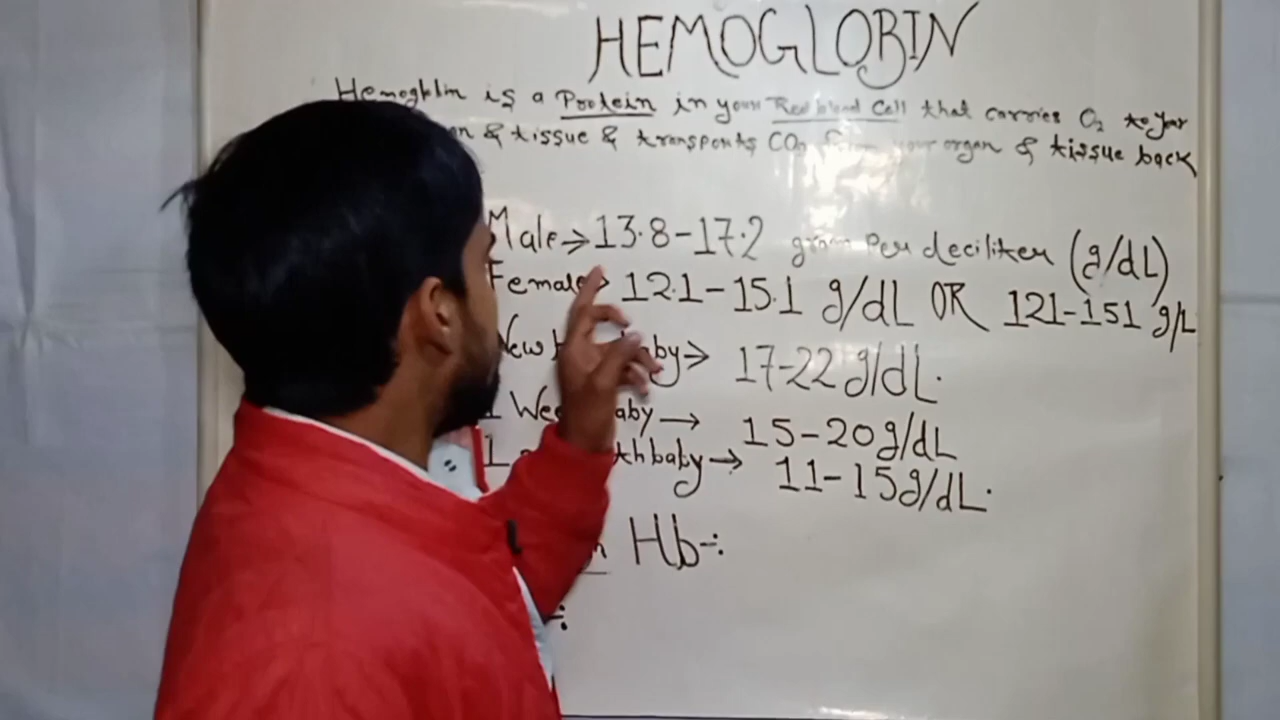 HEMOGLOBIN
Hemoglobin is a Protein in your Red blood Cell that carries O₂ to your
& tissue & transports CO₂ from your organ & tissue back
Male → 13.8-17.2 gram Per deciliter (g/dL)
Female → 12.1-15.1 g/dL OR 121-151 g/L
New baby → 17-22 g/dL.
1 Week baby → 15-20 g/dL
1 baby → 11-15 g/dL.
Hb-: